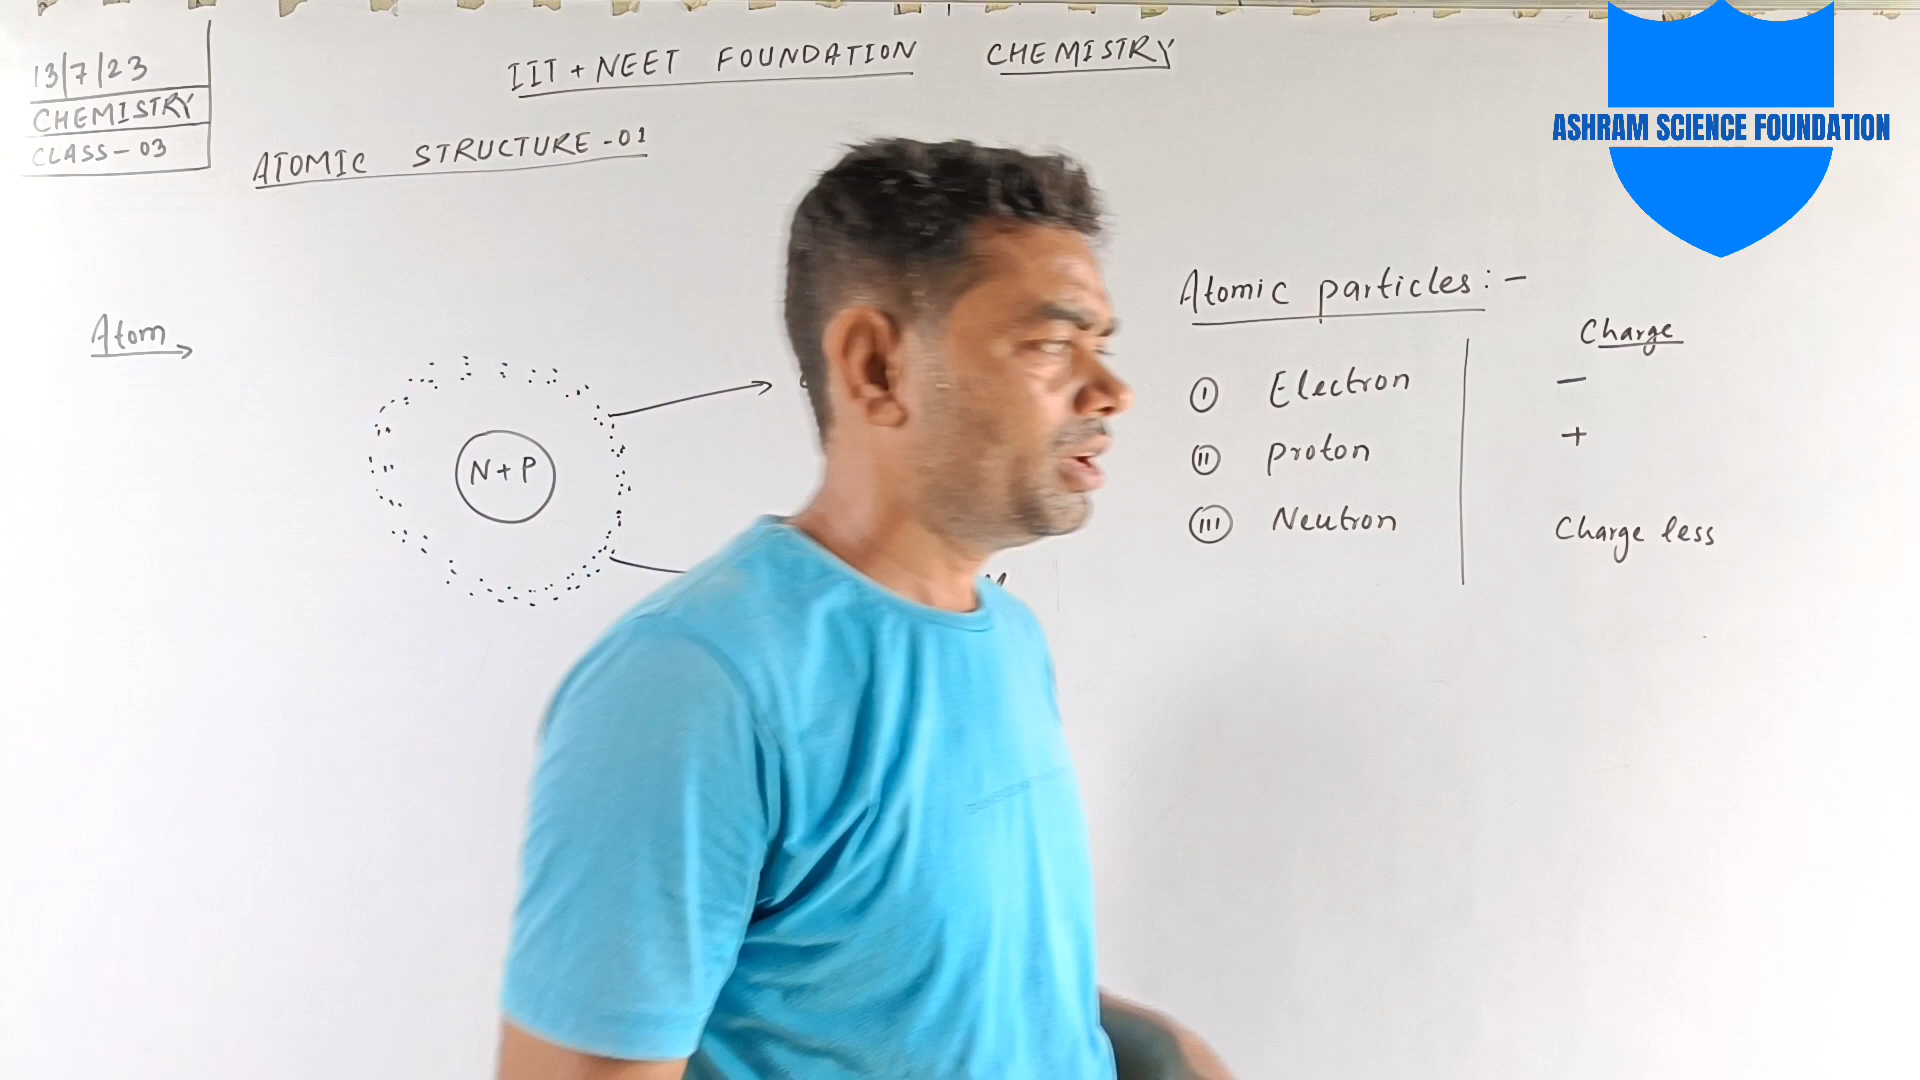 13/7/23
CHEMISTRY
CLASS-03
IIT + NEET FOUNDATION CHEMISTRY
ATOMIC STRUCTURE-01
ASHRAM SCIENCE FOUNDATION
Atom
N+P
Atomic particles:-
Charge
(i) Electron -
(ii) proton +
(iii) Neutron Charge less